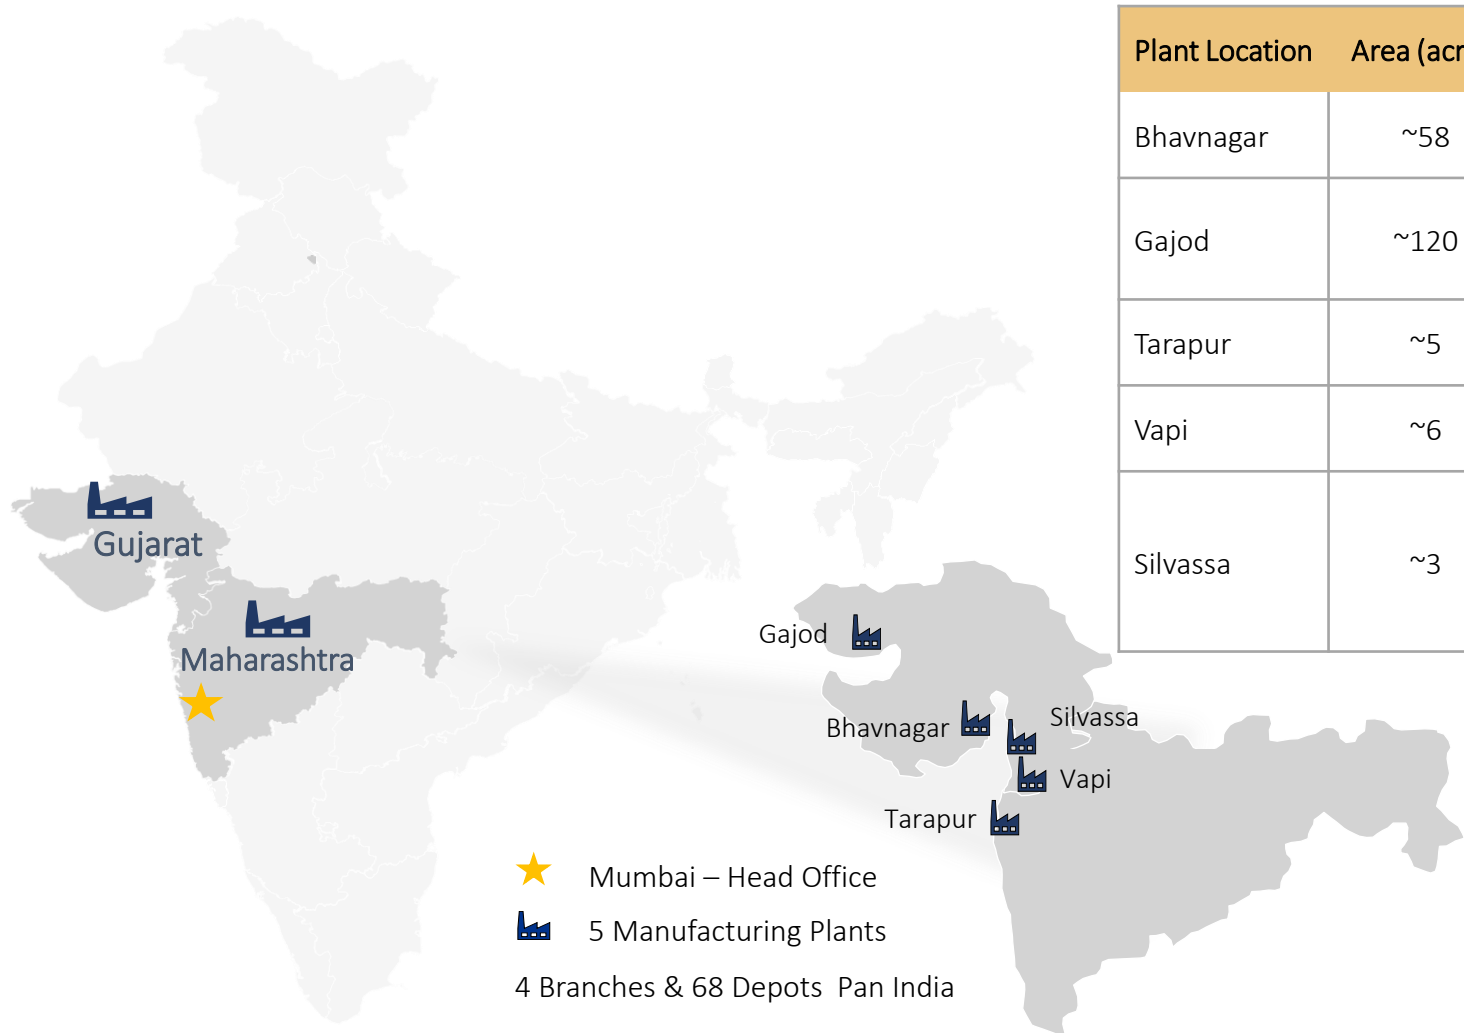 Plant Location Area (acr
Bhavnagar ~58
Gajod ~120
Tarapur ~5
Vapi ~6
Silvassa ~3
Gujarat
Maharashtra
Gajod
Bhavnagar
Silvassa
Vapi
Tarapur
Mumbai – Head Office
5 Manufacturing Plants
4 Branches & 68 Depots Pan India